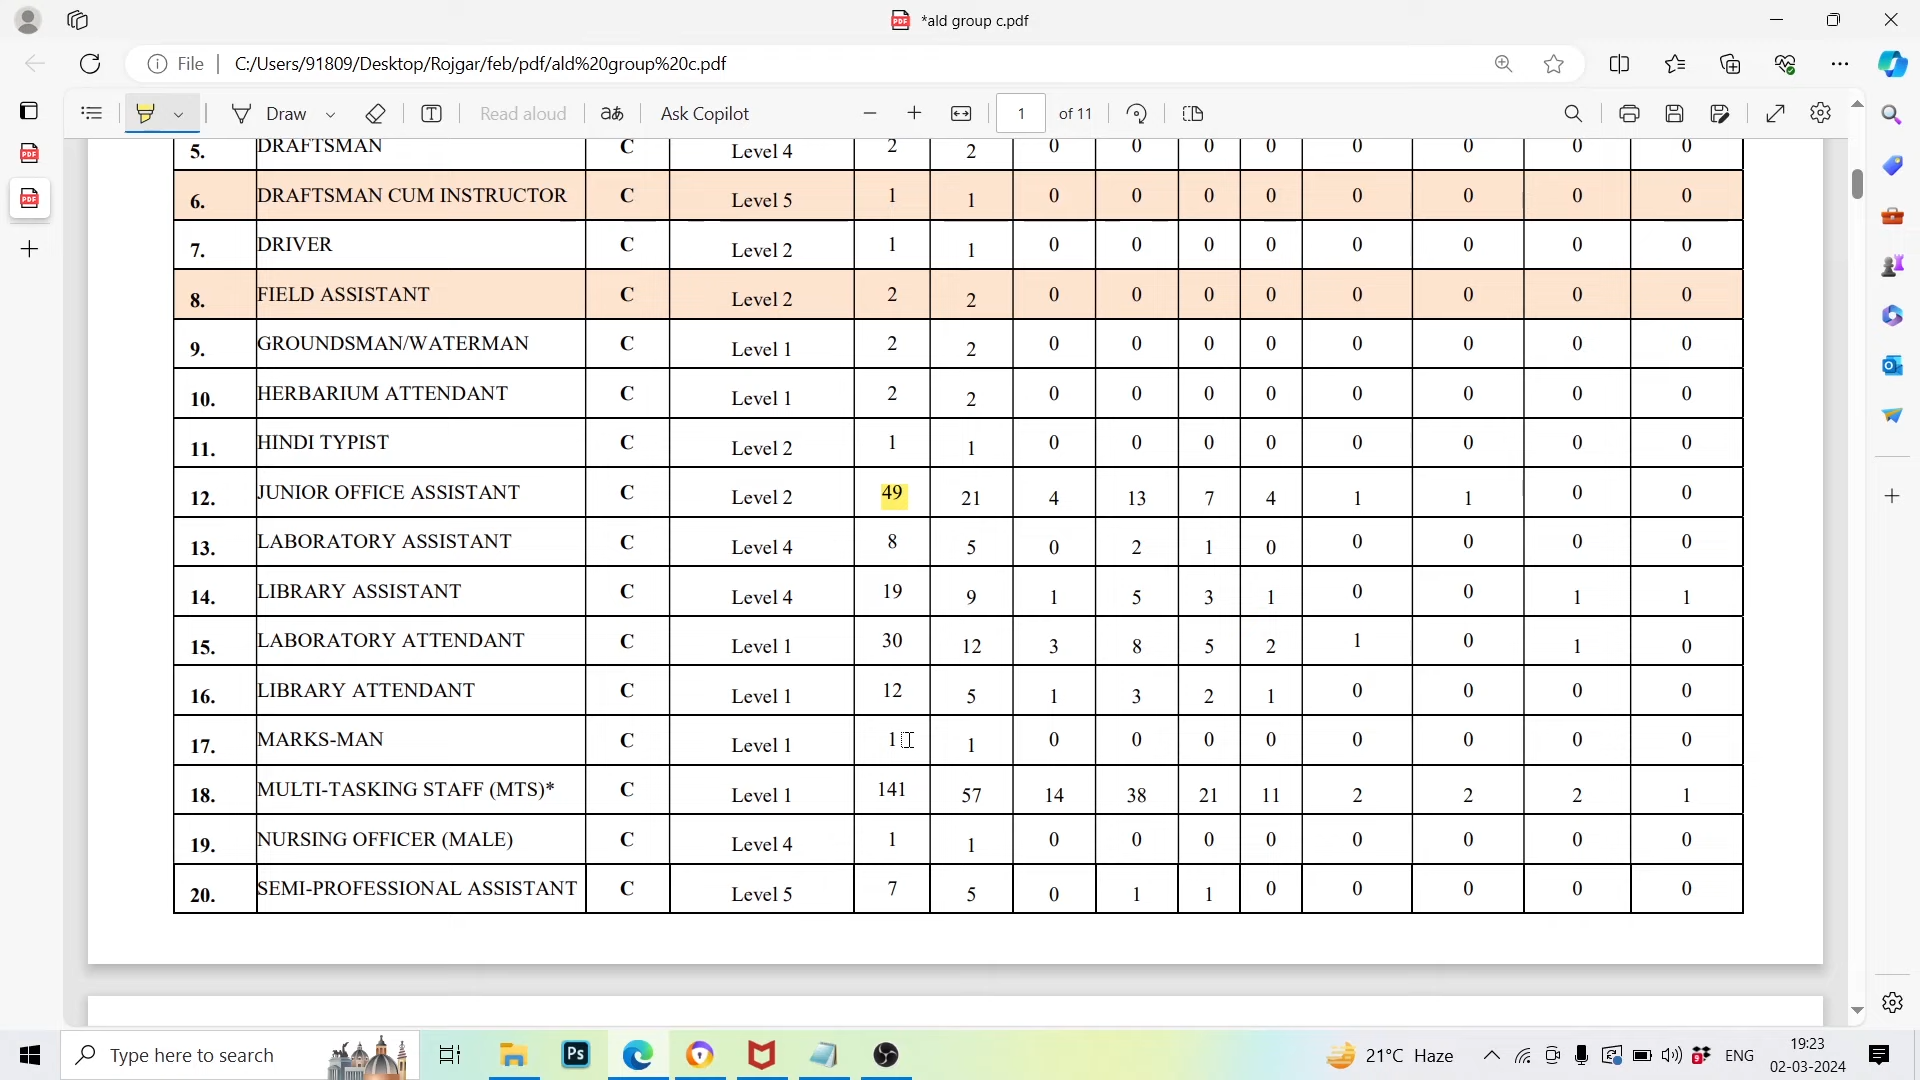 *ald group c.pdf
File C:/Users/91809/Desktop/Rojgar/feb/pdf/ald%20group%20c.pdf
Draw Read aloud aあ Ask Copilot 1 of 11
5. DRAFTSMAN C Level 4 2 2 0 0 0 0 0 0 0 0
6. DRAFTSMAN CUM INSTRUCTOR C Level 5 1 1 0 0 0 0 0 0 0 0
7. DRIVER C Level 2 1 1 0 0 0 0 0 0 0 0
8. FIELD ASSISTANT C Level 2 2 2 0 0 0 0 0 0 0 0
9. GROUNDSMAN/WATERMAN C Level 1 2 2 0 0 0 0 0 0 0 0
10. HERBARIUM ATTENDANT C Level 1 2 2 0 0 0 0 0 0 0 0
11. HINDI TYPIST C Level 2 1 1 0 0 0 0 0 0 0 0
12. JUNIOR OFFICE ASSISTANT C Level 2 49 21 4 13 7 4 1 1 0 0
13. LABORATORY ASSISTANT C Level 4 8 5 0 2 1 0 0 0 0 0
14. LIBRARY ASSISTANT C Level 4 19 9 1 5 3 1 0 0 1 1
15. LABORATORY ATTENDANT C Level 1 30 12 3 8 5 2 1 0 1 0
16. LIBRARY ATTENDANT C Level 1 12 5 1 3 2 1 0 0 0 0
17. MARKS-MAN C Level 1 1 1 0 0 0 0 0 0 0 0
18. MULTI-TASKING STAFF (MTS)* C Level 1 141 57 14 38 21 11 2 2 2 1
19. NURSING OFFICER (MALE) C Level 4 1 1 0 0 0 0 0 0 0 0
20. SEMI-PROFESSIONAL ASSISTANT C Level 5 7 5 0 1 1 0 0 0 0 0
Type here to search Ps 21°C Haze ENG 19:23
02-03-2024